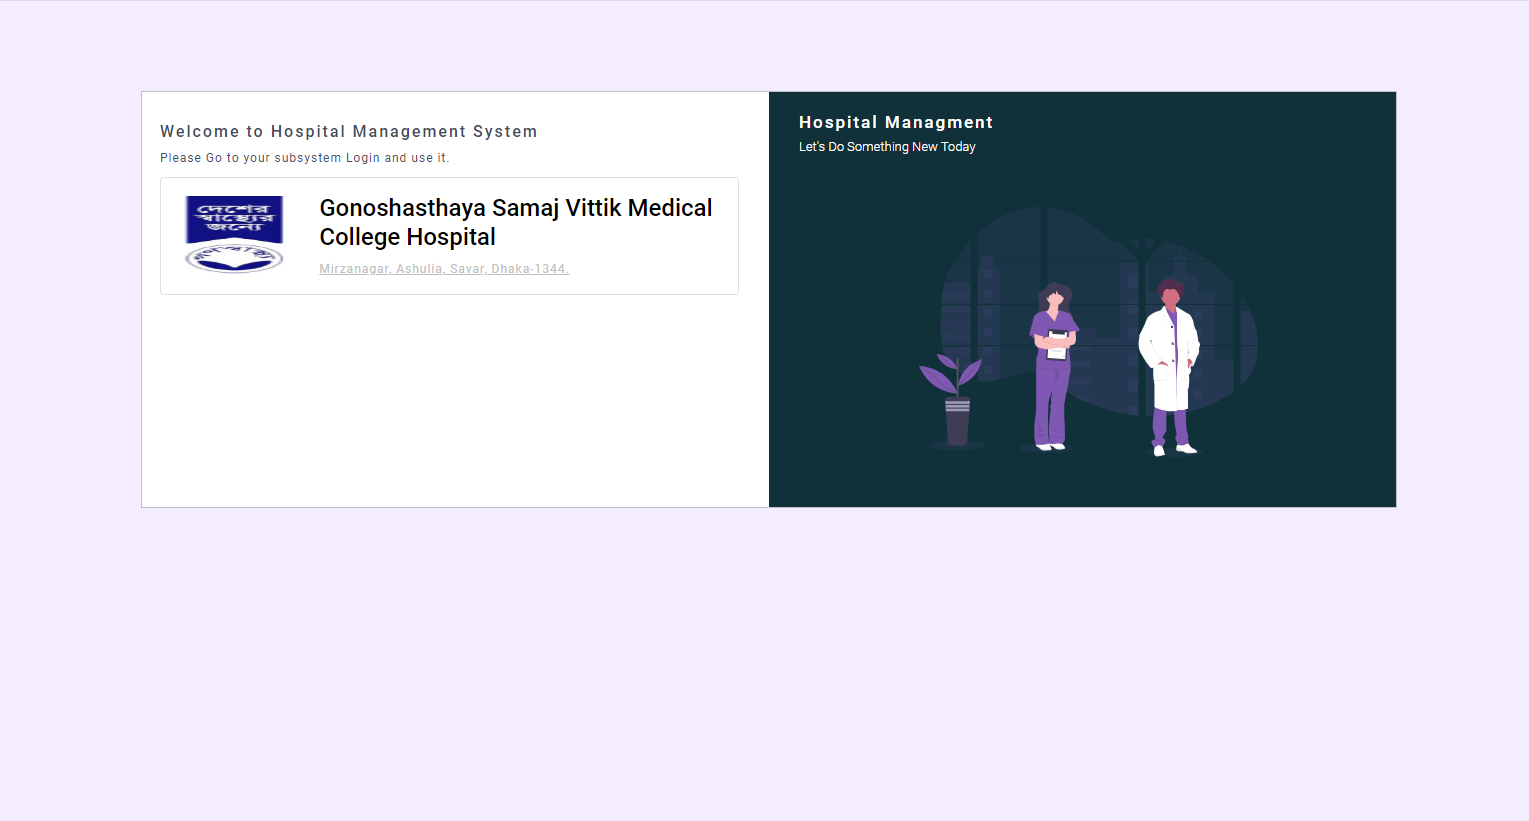 Welcome to Hospital Management System
Please Go to your subsystem Login and use it.
দেশের
স্বাস্থ্যের
জন্যে
Gonoshasthaya Samaj Vittik Medical
College Hospital
Mirzanagar, Ashulia, Savar, Dhaka-1344.
Hospital Managment
Let's Do Something New Today